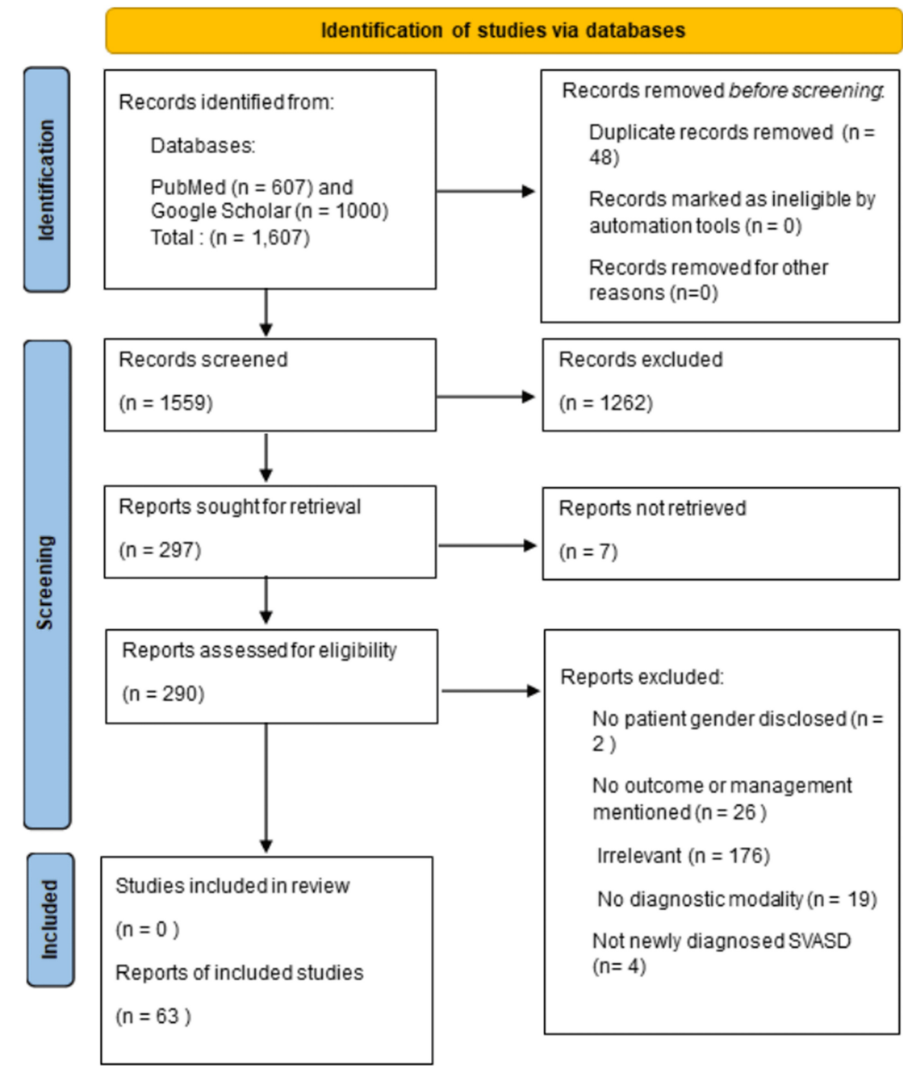 Identification of studies via databases
Identification
Records identified from:
Databases:
PubMed (n = 607) and
Google Scholar (n = 1000)
Total : (n = 1,607)
Records removed before screening:
Duplicate records removed (n =
48)
Records marked as ineligible by
automation tools (n = 0)
Records removed for other
reasons (n=0)
Screening
Records screened
(n = 1559)
Records excluded
(n = 1262)
Reports sought for retrieval
(n = 297)
Reports not retrieved
(n = 7)
Reports assessed for eligibility
(n = 290)
Reports excluded:
No patient gender disclosed (n =
2 )
No outcome or management
mentioned (n = 26 )
Irrelevant (n = 176)
No diagnostic modality (n = 19)
Not newly diagnosed SVASD
(n= 4)
Included
Studies included in review
(n = 0 )
Reports of included studies
(n = 63 )